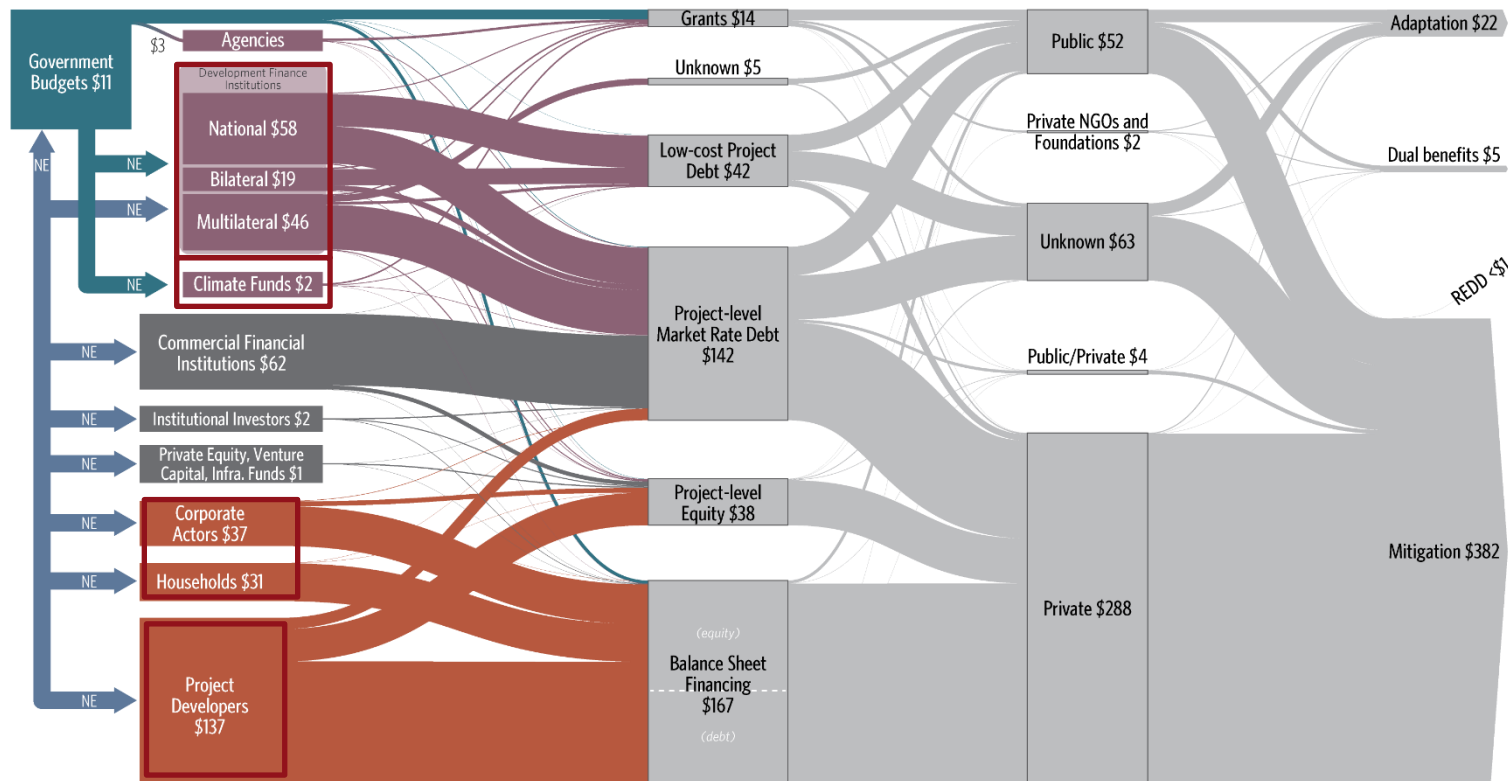 Government
Budgets $11
$3
Agencies
Development Finance
Institutions
National $58
Bilateral $19
Multilateral $46
Climate Funds $2
Commercial Financial
Institutions $62
Institutional Investors $2
Private Equity, Venture
Capital, Infra. Funds $1
Corporate
Actors $37
Households $31
Project
Developers
$137
NE
NE
NE
NE
NE
NE
NE
NE
NE
NE
Grants $14
Unknown $5
Low-cost Project
Debt $42
Project-level
Market Rate Debt
$142
Project-level
Equity $38
(equity)
Balance Sheet
Financing
$167
(debt)
Public $52
Private NGOs and
Foundations $2
Unknown $63
Public/Private $4
Private $288
Adaptation $22
Dual benefits $5
REDD <$1
Mitigation $382